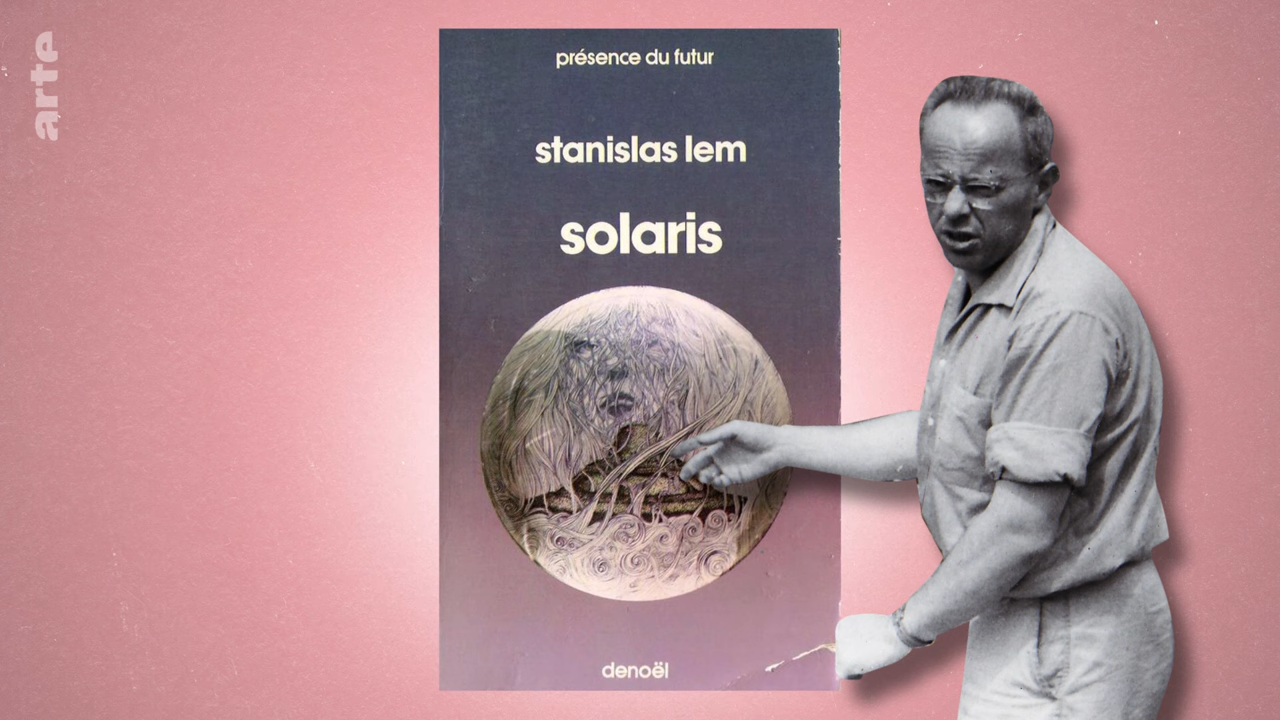 arte
présence du futur
stanislas lem
solaris
denoël